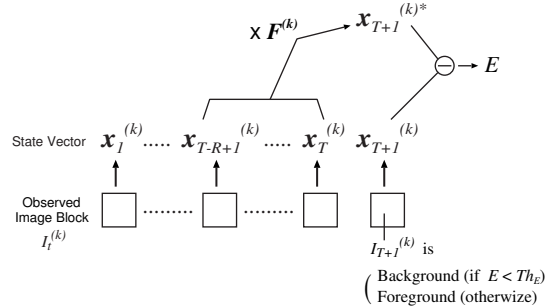 x F^(k) x_{T+1}^(k)*
E
State Vector x_1^(k) ..... x_{T-R+1}^(k) ..... x_T^(k) x_{T+1}^(k)
Observed
Image Block
I_t^(k)
I_{T+1}^(k) is
Background (if E < Th_E)
Foreground (otherwize)